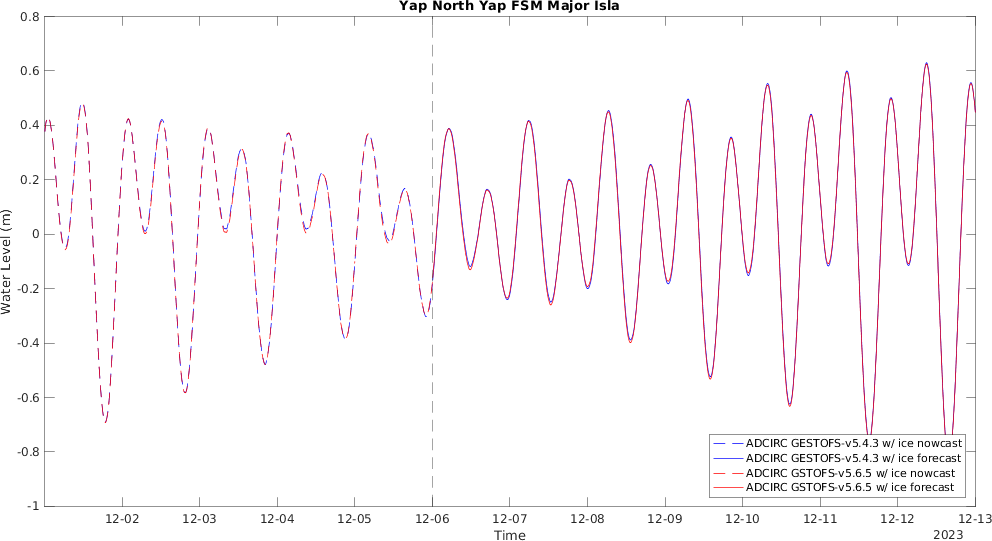 Yap North Yap FSM Major Isla
0.8
0.6
0.4
0.2
0
-0.2
-0.4
-0.6
-0.8
-1
Water Level (m)
ADCIRC GESTOFS-v5.4.3 w/ ice nowcast
ADCIRC GESTOFS-v5.4.3 w/ ice forecast
ADCIRC GSTOFS-v5.6.5 w/ ice nowcast
ADCIRC GSTOFS-v5.6.5 w/ ice forecast
12-02 12-03 12-04 12-05 12-06 12-07 12-08 12-09 12-10 12-11 12-12 12-13
Time
2023